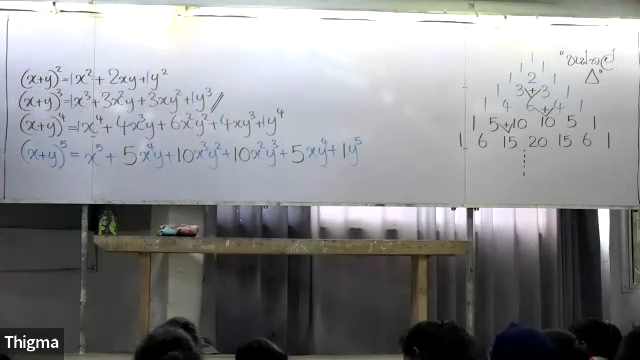 (x+y)² = 1x² + 2xy + 1y²
(x+y)³ = 1x³ + 3x²y + 3xy² + 1y³ //
(x+y)⁴ = 1x⁴ + 4x³y + 6x²y² + 4xy³ + 1y⁴
(x+y)⁵ = x⁵ + 5x⁴y + 10x³y² + 10x²y³ + 5xy⁴ + 1y⁵
"පැස්කල් Δ"
1
1 1
1 2 1
1 3 + 3 1
1 4 6 + 4 1
1 5 + 10 10 5 1
1 6 15 20 15 6 1
Thigma